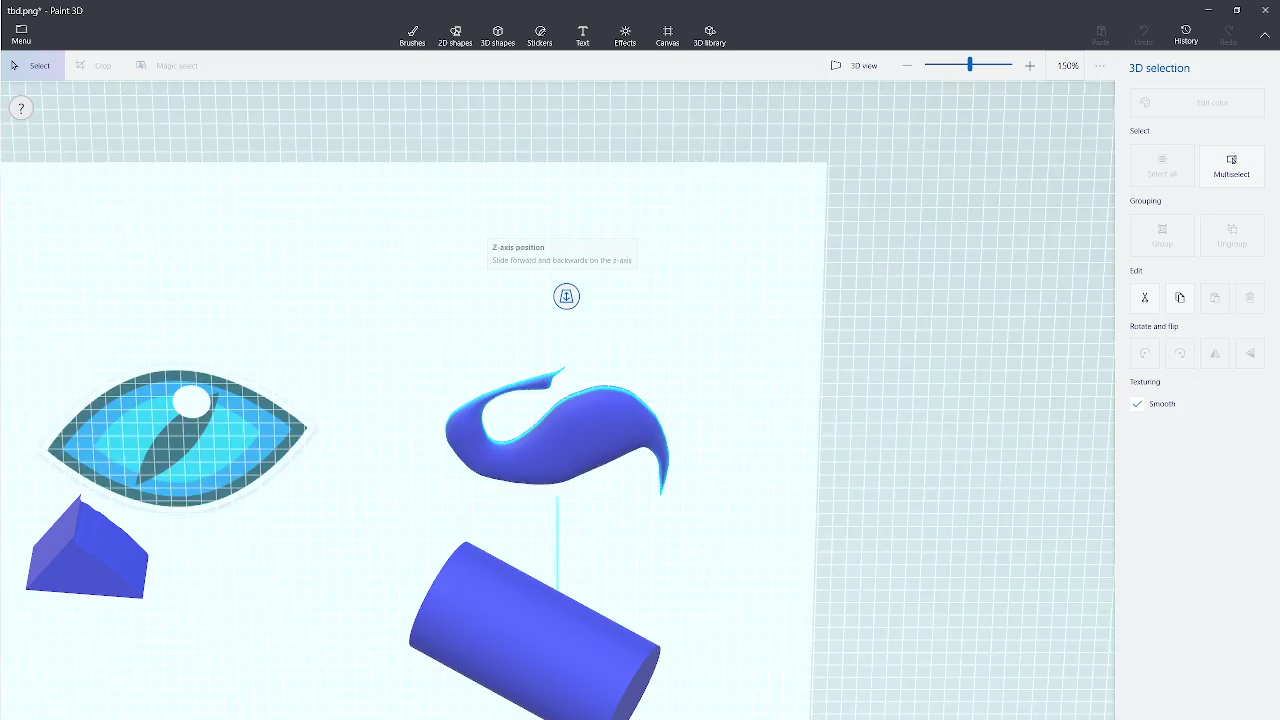 tbd.png* - Paint 3D
Menu
Brushes
2D shapes
3D shapes
Stickers
Text
Effects
Canvas
3D library
Paste
Undo
History
Redo
Select
Crop
Magic select
3D view
150%
?
3D selection
Edit color
Select
Select all
Multiselect
Grouping
Group
Ungroup
Edit
Rotate and flip
Texturing
Smooth
Z-axis position
Slide forward and backwards on the z-axis